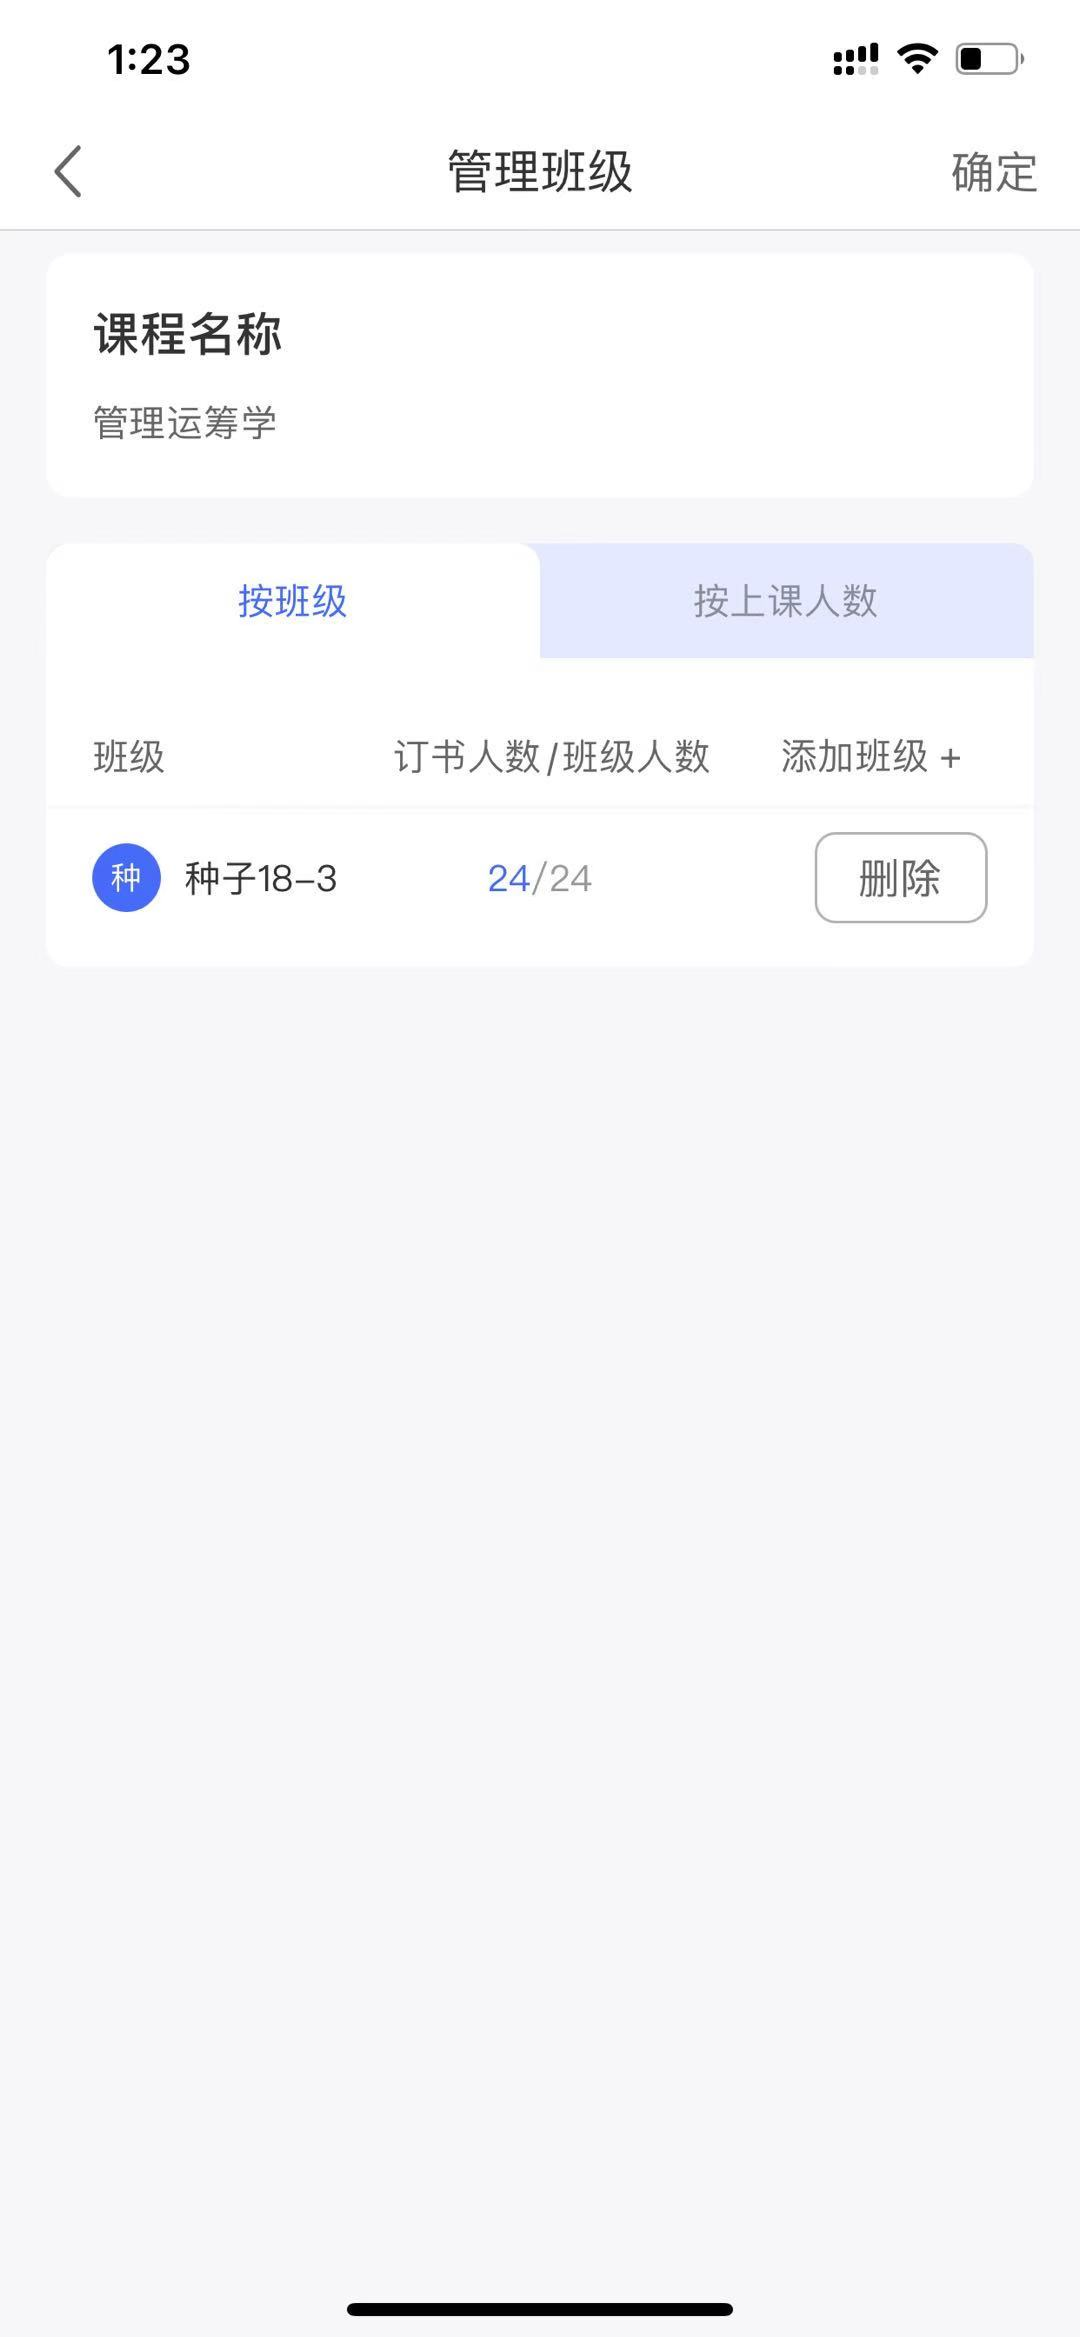 1:23
管理班级
确定
课程名称
管理运筹学
按班级
按上课人数
班级
订书人数/班级人数
添加班级 +
种
种子18-3
24/24
删除